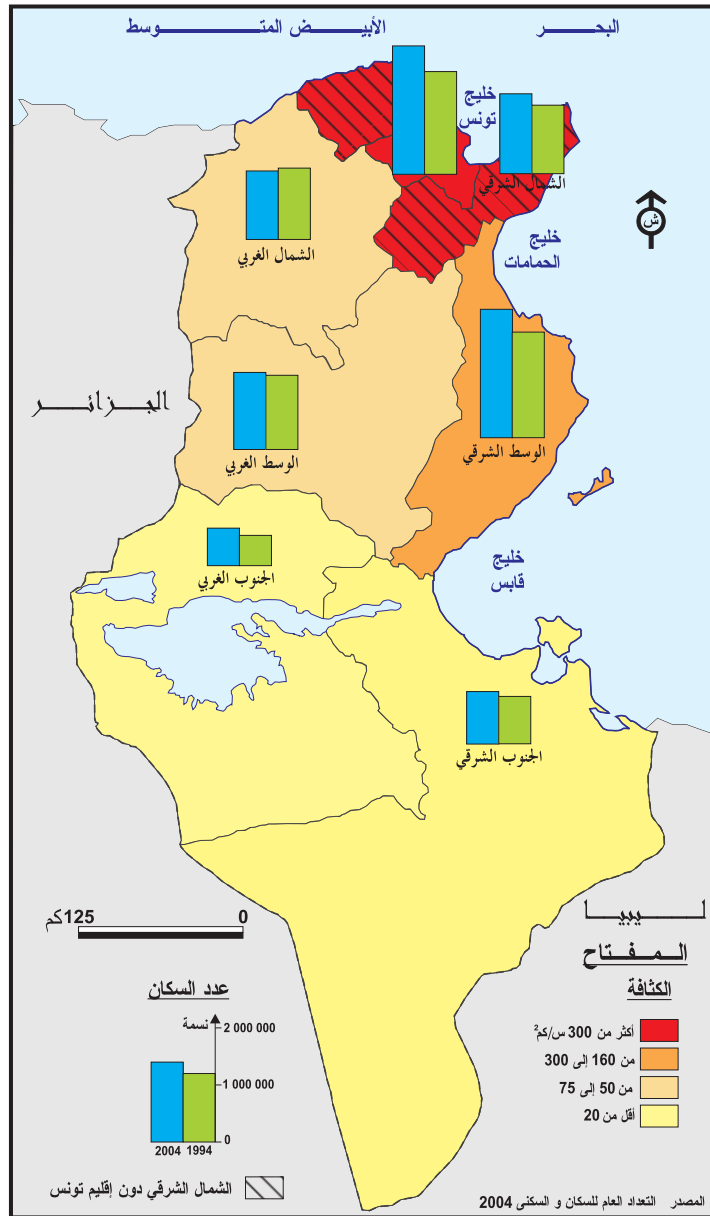 البحر الأبيض المتوسط
خليج
تونس
الشمال الشرقي
الشمال الغربي
خليج
الحمامات
ش
الجزائر
الوسط الغربي
الوسط الشرقي
خليج
قابس
الجنوب الغربي
الجنوب الشرقي
ليبيا
0 125كم
المفتاح
الكثافة
أكثر من 300 س/كم²
من 160 إلى 300
من 50 إلى 75
أقل من 20
عدد السكان
نسمة
2 000 000
1 000 000
0
2004 1994
الشمال الشرقي دون إقليم تونس
المصدر التعداد العام للسكان و السكنى 2004